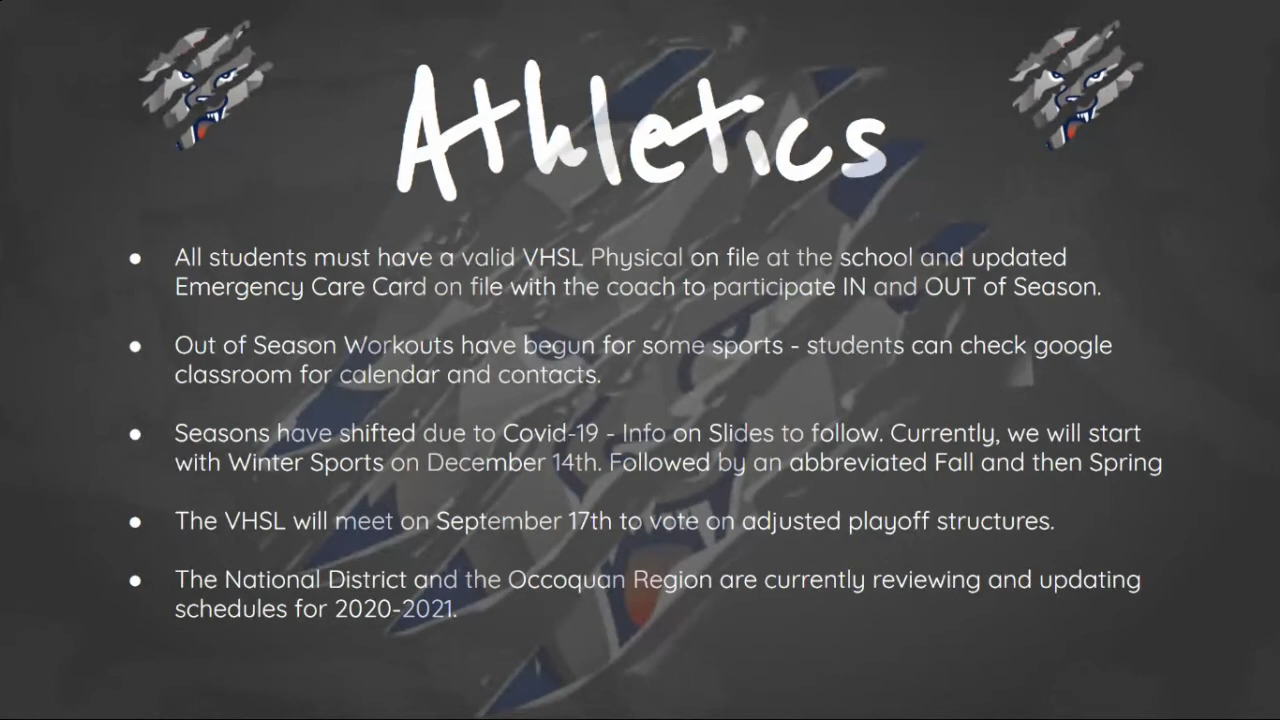 Athletics
● All students must have a valid VHSL Physical on file at the school and updated
Emergency Care Card on file with the coach to participate IN and OUT of Season.
● Out of Season Workouts have begun for some sports - students can check google
classroom for calendar and contacts.
● Seasons have shifted due to Covid-19 - Info on Slides to follow. Currently, we will start
with Winter Sports on December 14th. Followed by an abbreviated Fall and then Spring
● The VHSL will meet on September 17th to vote on adjusted playoff structures.
● The National District and the Occoquan Region are currently reviewing and updating
schedules for 2020-2021.